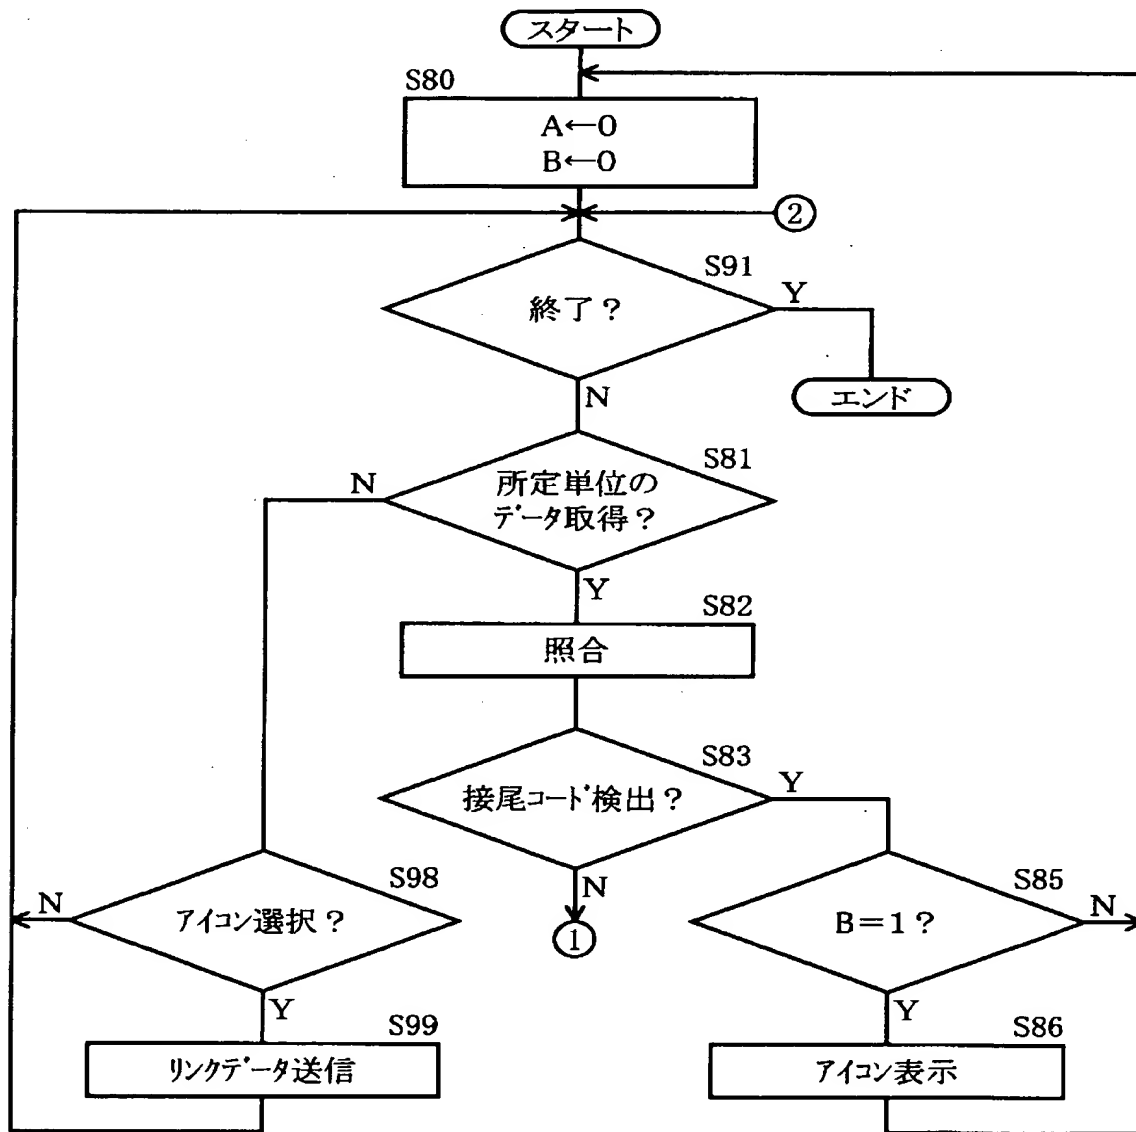 スタート
S80
A←0
B←0
②
S91
終了？
Y
N
エンド
S81
所定単位の
データ取得？
N
Y
S82
照合
S83
接尾コード検出？
Y
N
①
S98
アイコン選択？
N
Y
S85
B＝1？
N
Y
S99
リンクデータ送信
S86
アイコン表示